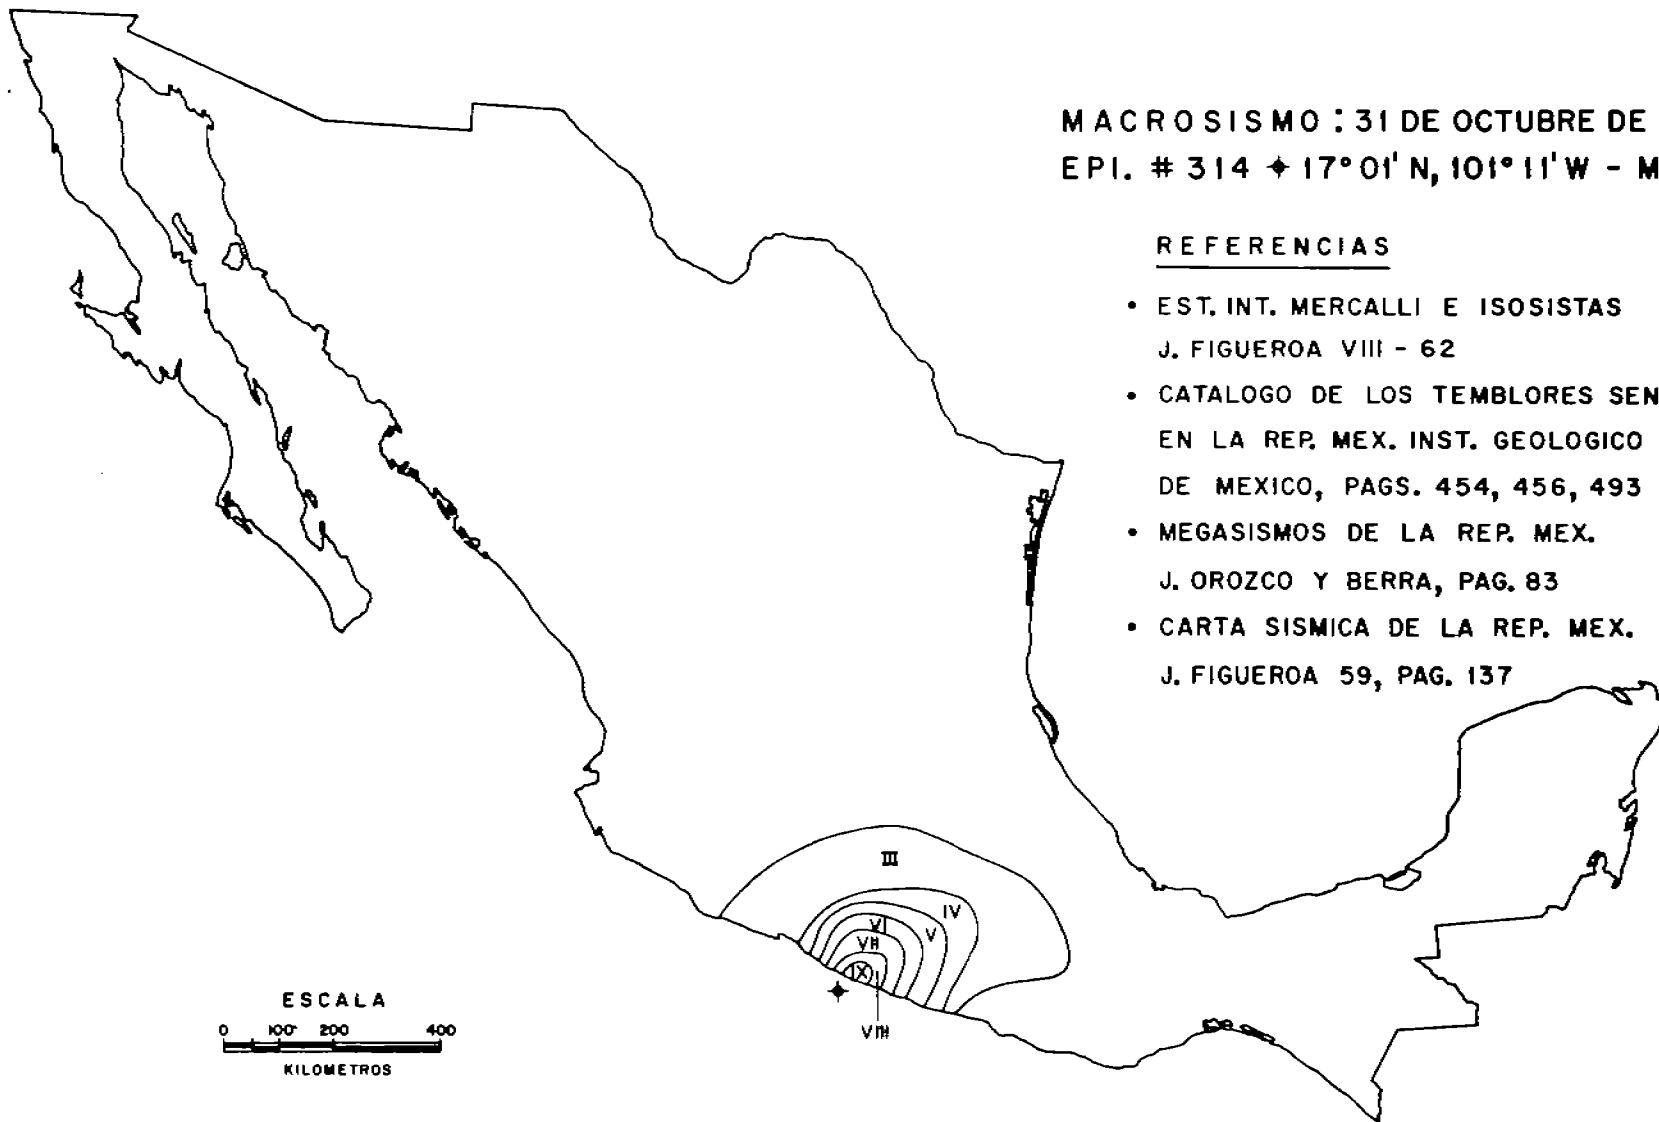 MACROSISMO: 31 DE OCTUBRE DE
EPI. # 314 17°01' N, 101°11' W - M
REFERENCIAS
• EST. INT. MERCALLI E ISOSISTAS
J. FIGUEROA VIII - 62
• CATALOGO DE LOS TEMBLORES SEN
EN LA REP. MEX. INST. GEOLOGICO
DE MEXICO, PAGS. 454, 456, 493
• MEGASISMOS DE LA REP. MEX.
J. OROZCO Y BERRA, PAG. 83
• CARTA SISMICA DE LA REP. MEX.
J. FIGUEROA 59, PAG. 137
III
IV
V
VI
VII
IX
VIII
ESCALA
0 100 200 400
KILOMETROS